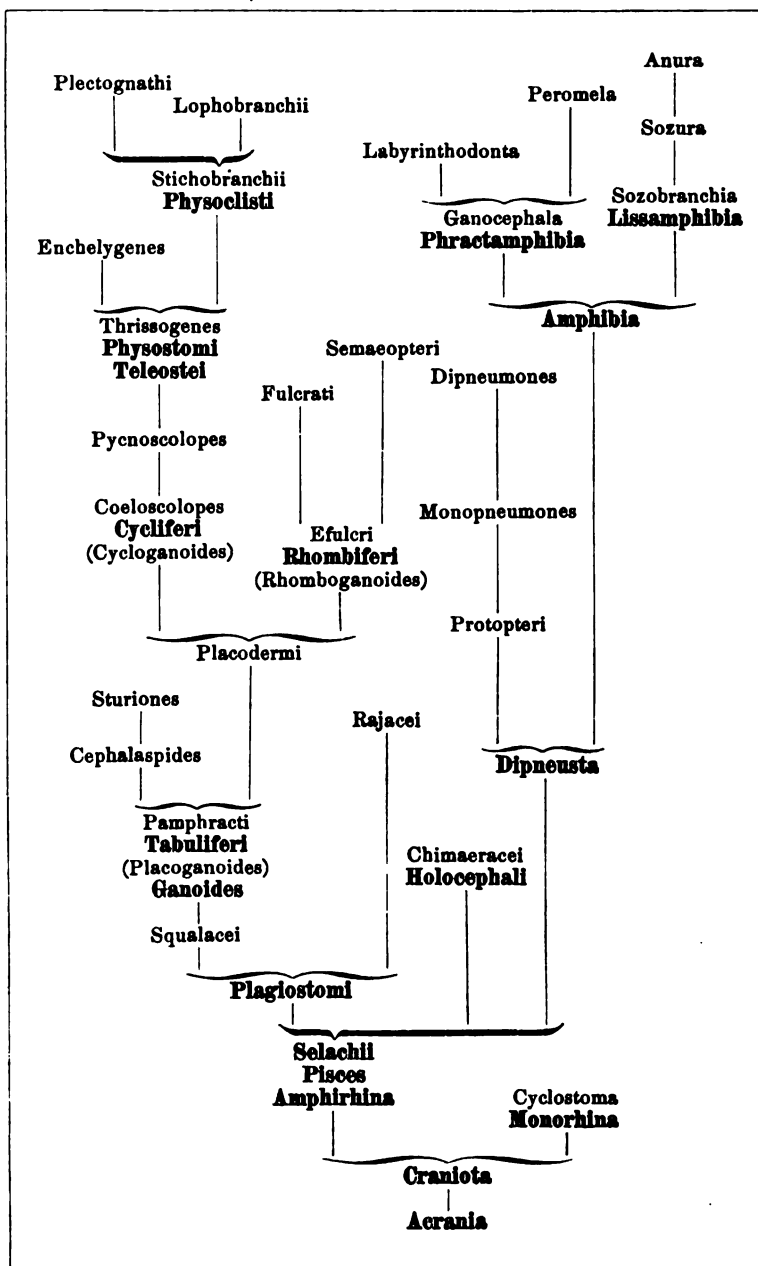 Anura
Plectognathi
Peromela
Lophobranchii
Sozura
Labyrinthodonta
Stichobranchii
Physoclisti
Sozobranchia
Lissamphibia
Ganocephala
Phractamphibia
Enchelygenes
Thrissogenes
Physostomi
Teleostei
Amphibia
Semaeopteri
Dipneumones
Fulcrati
Pycnoscolopes
Coeloscolopes
Cycliferi
(Cycloganoides)
Monopneumones
Efulcri
Rhombiferi
(Rhomboganoides)
Protopteri
Placodermi
Sturiones
Rajacei
Cephalaspides
Dipneusta
Pamphracti
Tabuliferi
(Placoganoides)
Ganoides
Chimaeracei
Holocephali
Squalacei
Plagiostomi
Selachii
Pisces
Amphirhina
Cyclostoma
Monorhina
Craniota
Acrania